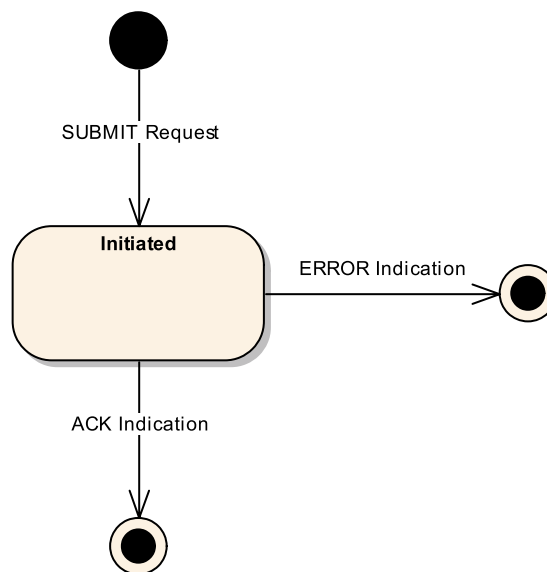 SUBMIT Request
Initiated
ERROR Indication
ACK Indication